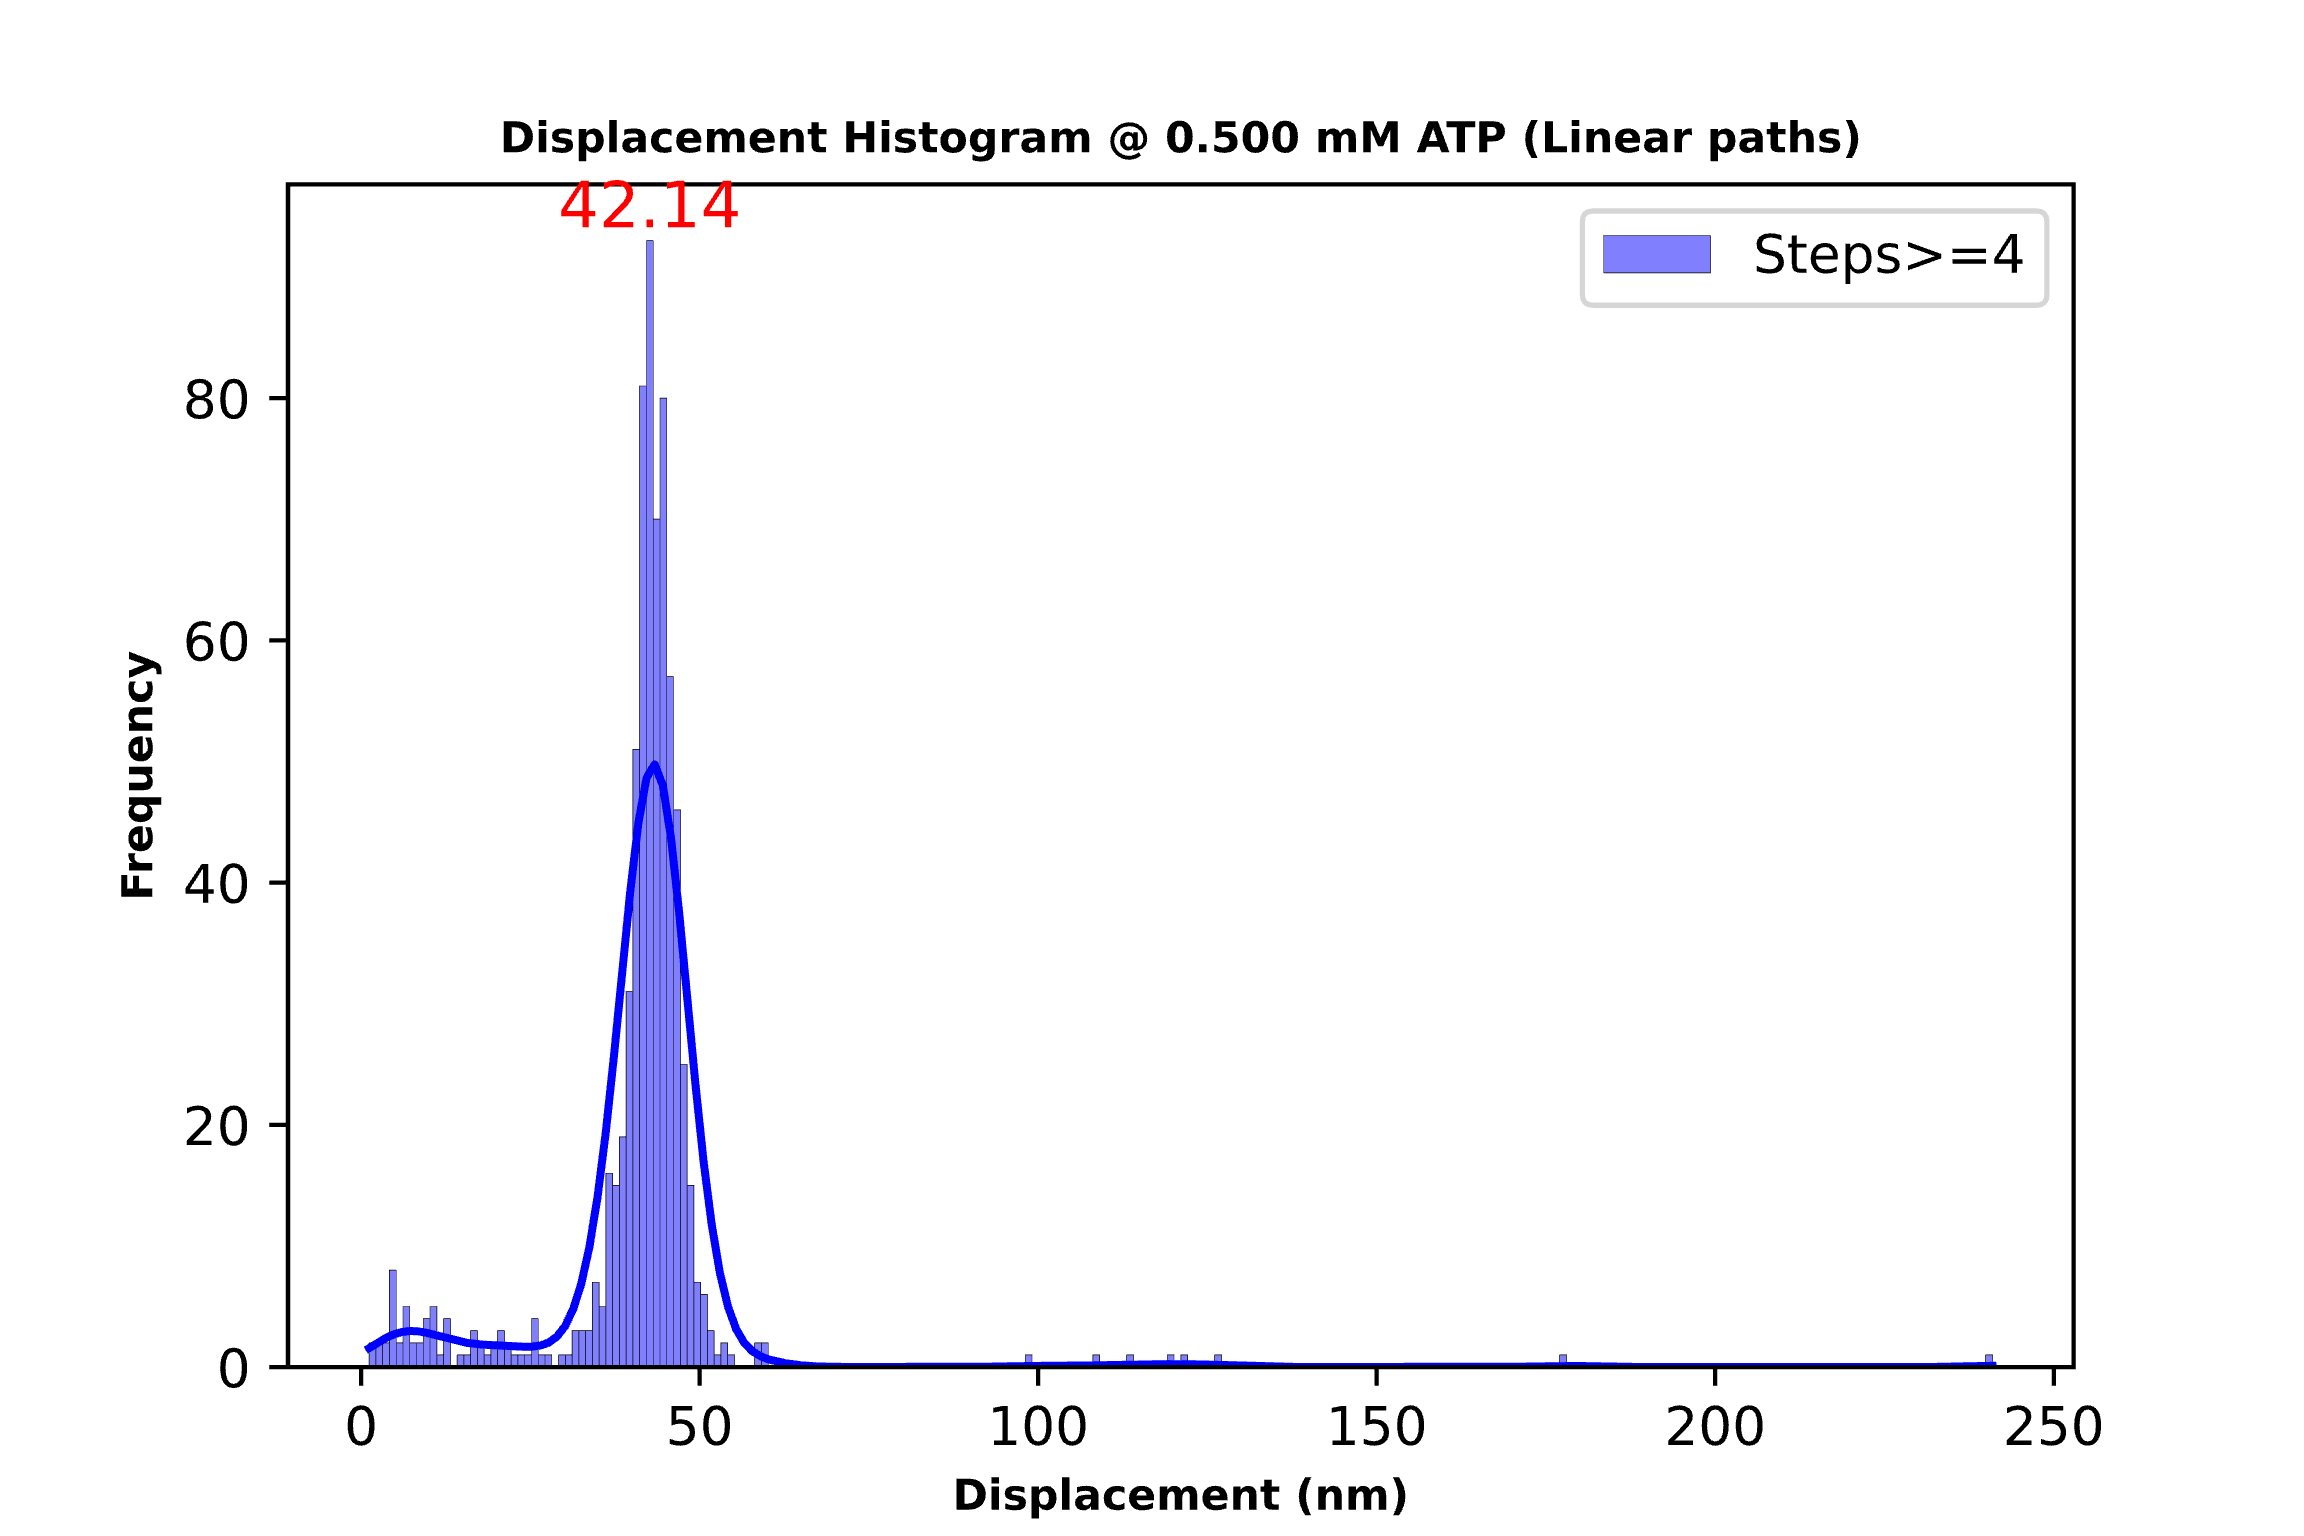 Displacement Histogram @ 0.500 mM ATP (Linear paths)
42.14
Steps>=4
80
60
40
20
0
Frequency
0 50 100 150 200 250
Displacement (nm)